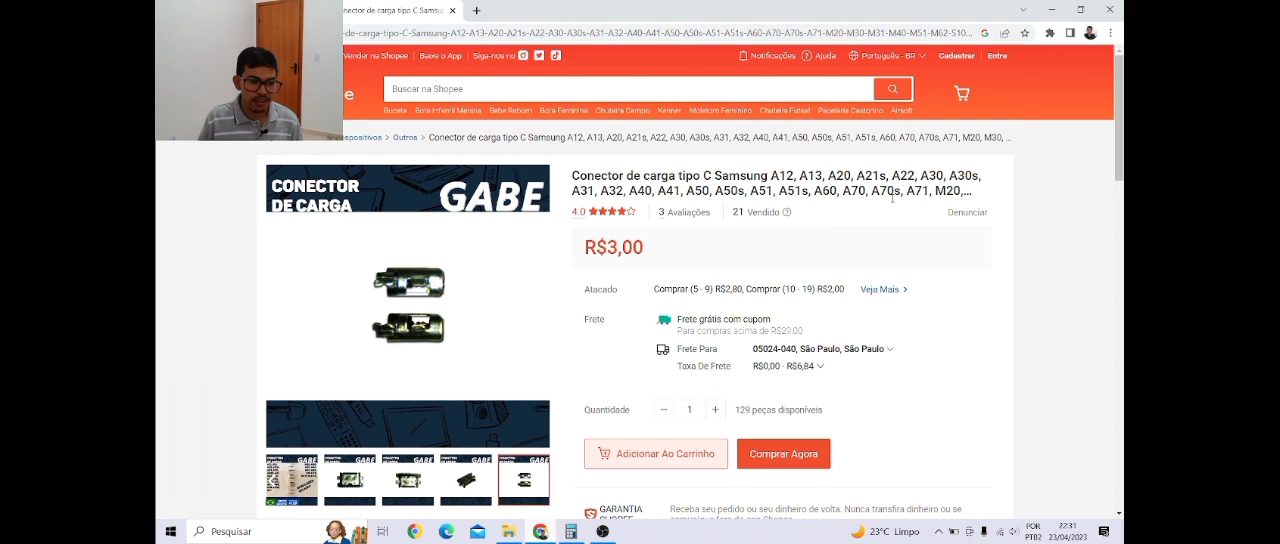 nector de carga tipo C Samsu
-de-carga-tipo-C-Samsung-A12-A13-A20-A21s-A22-A30-A30s-A31-A32-A40-A41-A50-A50s-A51-A51s-A60-A70-A70s-A71-M20-M30-M31-M40-M51-M62-S10...
Vender na Shopee Baixe o App Siga-nos no
Notificações Ajuda Português - BR Cadastrar Entre
e
Buscar na Shopee
Buceta Bota Infantil Menina Bebe Reborn Bota Feminina Chuteira Campo Kenner Moletom Feminino Chuteira Futsal Papelaria Castorino Airsoft
ispositivos > Outros > Conector de carga tipo C Samsung A12, A13, A20, A21s, A22, A30, A30s, A31, A32, A40, A41, A50, A50s, A51, A51s, A60, A70, A70s, A71, M20, M30, ...
CONECTOR
DE CARGA
GABE
Conector de carga tipo C Samsung A12, A13, A20, A21s, A22, A30, A30s,
A31, A32, A40, A41, A50, A50s, A51, A51s, A60, A70, A70s, A71, M20,...
4.0 3 Avaliações 21 Vendido Denunciar
R$3,00
Atacado Comprar (5 - 9) R$2,80, Comprar (10 - 19) R$2,00 Veja Mais >
Frete Frete grátis com cupom
Para compras acima de R$29,00
Frete Para 05024-040, São Paulo, São Paulo
Taxa De Frete R$0,00 - R$6,84
Quantidade - 1 + 129 peças disponíveis
Adicionar Ao Carrinho Comprar Agora
GABE GABE GABE GABE
GARANTIA Receba seu pedido ou seu dinheiro de volta. Nunca transfira dinheiro ou se
SHOPEE
Pesquisar
23°C Limpo
POR
PTB2
22:31
23/04/2023